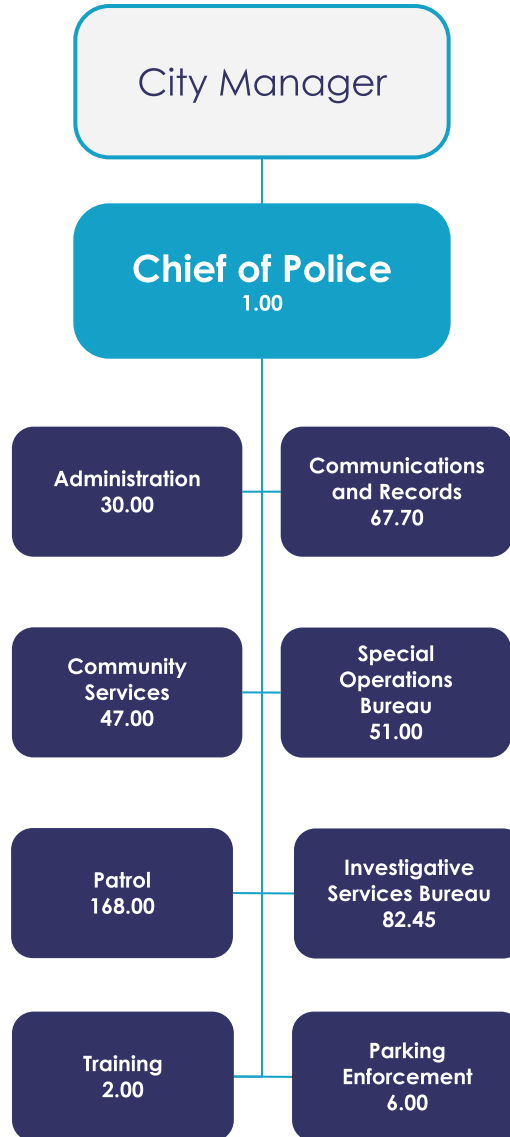 City Manager
Chief of Police
1.00
Administration
30.00
Communications
and Records
67.70
Community
Services
47.00
Special
Operations
Bureau
51.00
Patrol
168.00
Investigative
Services Bureau
82.45
Training
2.00
Parking
Enforcement
6.00